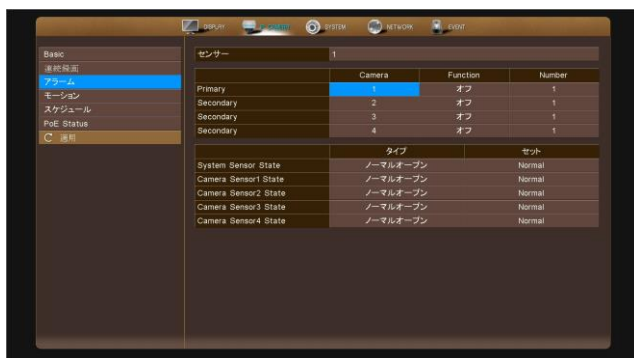 DISPLAY SYSTEM NETWORK EVENT
Basic
連続録画
アラーム
モーション
スケジュール
PoE Status
適用
センサー 1
Camera Function Number
Primary 1 オフ 1
Secondary 2 オフ 1
Secondary 3 オフ 1
Secondary 4 オフ 1
タイプ セット
System Sensor State ノーマルオープン Normal
Camera Sensor1 State ノーマルオープン Normal
Camera Sensor2 State ノーマルオープン Normal
Camera Sensor3 State ノーマルオープン Normal
Camera Sensor4 State ノーマルオープン Normal